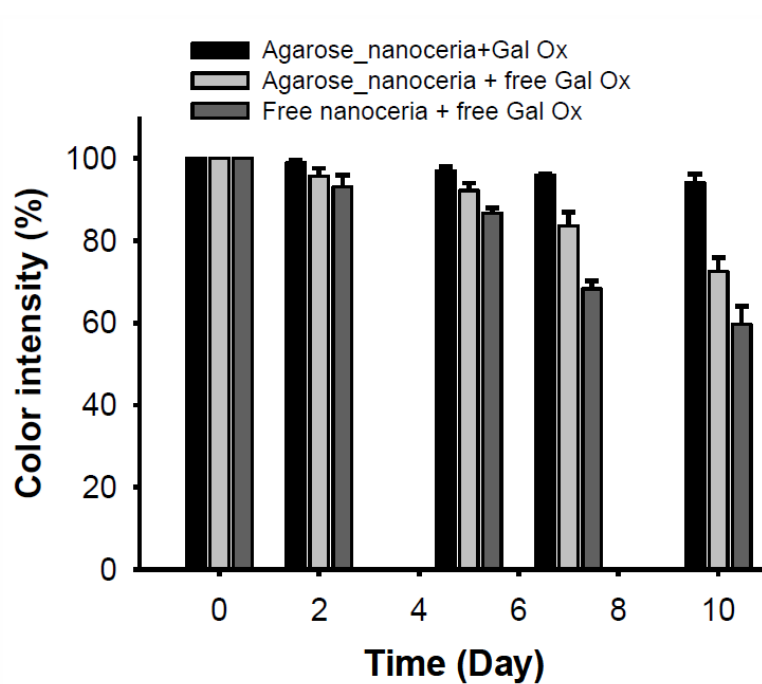 Agarose_nanoceria+Gal Ox
Agarose_nanoceria + free Gal Ox
Free nanoceria + free Gal Ox
Color intensity (%)
100
80
60
40
20
0
0 2 4 6 8 10
Time (Day)